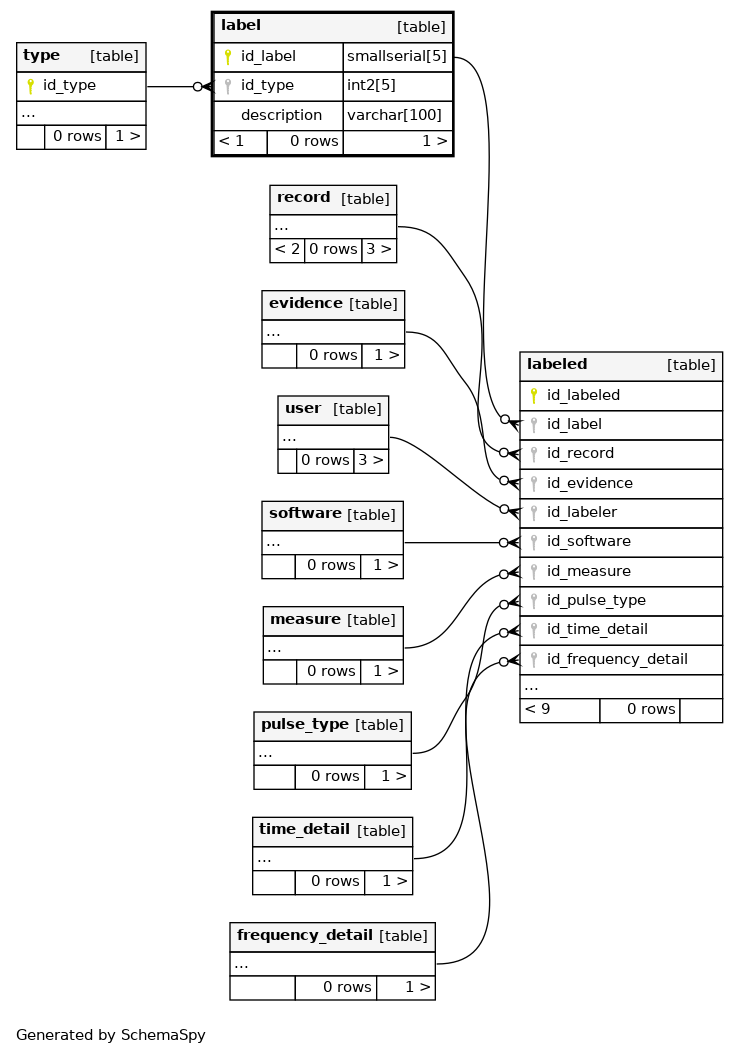 type [table]
id_type
...
0 rows 1 >
label [table]
id_label smallserial[5]
id_type int2[5]
description varchar[100]
< 1 0 rows 1 >
record [table]
...
< 2 0 rows 3 >
evidence [table]
...
0 rows 1 >
user [table]
...
0 rows 3 >
software [table]
...
0 rows 1 >
measure [table]
...
0 rows 1 >
pulse_type [table]
...
0 rows 1 >
time_detail [table]
...
0 rows 1 >
frequency_detail [table]
...
0 rows 1 >
labeled [table]
id_labeled
id_label
id_record
id_evidence
id_labeler
id_software
id_measure
id_pulse_type
id_time_detail
id_frequency_detail
...
< 9 0 rows
Generated by SchemaSpy